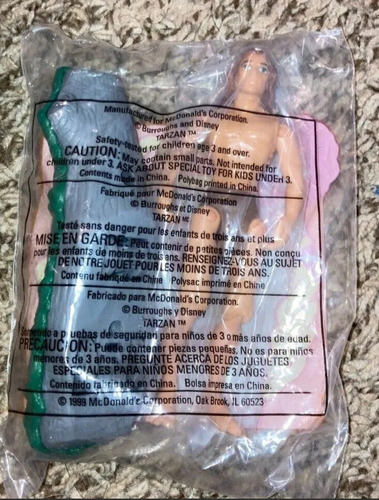 Manufactured for McDonald's Corporation.
© Burroughs and Disney
TARZAN™
Safety-tested for children age 3 and over.
CAUTION: May contain small parts. Not intended for
children under 3. ASK ABOUT SPECIAL TOY FOR KIDS UNDER 3.
Contents made in China. Polybag printed in China.
Fabriqué pour McDonald's Corporation
© Burroughs et Disney
TARZAN MC
Testé sans danger pour les enfants de trois ans et plus
MISE EN GARDE: Peut contenir de petites pièces. Non conçu
pour les enfants de moins de trois ans. RENSEIGNEZ-VOUS AU SUJET
DE NOTRE JOUET POUR LES MOINS DE TROIS ANS.
Contenu fabriqué en Chine Polysac imprimé en Chine
Fabricado para McDonald's Corporation.
© Burroughs y Disney
TARZAN™
Sometido a pruebas de seguridad para niños de 3 o más años de edad.
PRECAUCION: Puede contener piezas pequeñas. No es para niños
menores de 3 años. PREGUNTE ACERCA DE LOS JUGUETES
ESPECIALES PARA NIÑOS MENORES DE 3 AÑOS.
Contenido fabricado en China. Bolsa impresa en China.
© 1999 McDonald's Corporation, Oak Brook, IL 60523